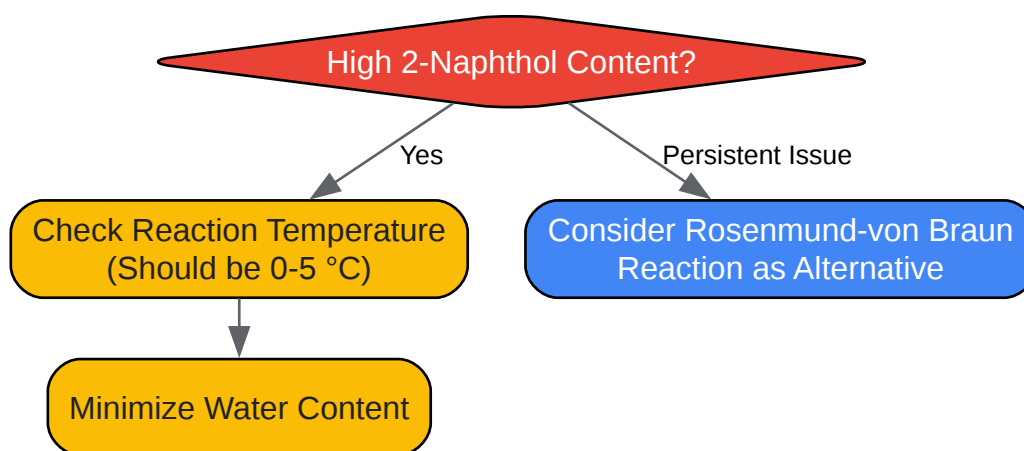 High 2-Naphthol Content?
Yes
Persistent Issue
Check Reaction Temperature
(Should be 0-5 °C)
Consider Rosenmund-von Braun
Reaction as Alternative
Minimize Water Content